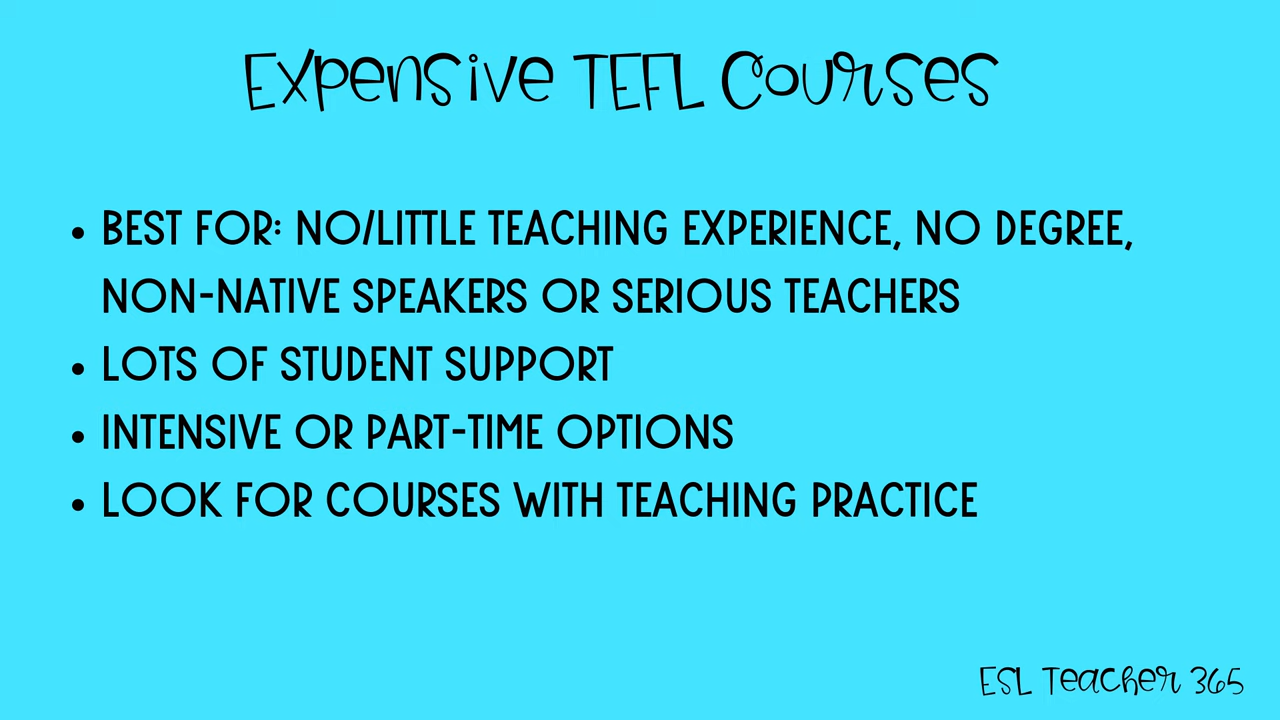 Expensive TEFL Courses
• BEST FOR: NO/LITTLE TEACHING EXPERIENCE, NO DEGREE,
NON-NATIVE SPEAKERS OR SERIOUS TEACHERS
• LOTS OF STUDENT SUPPORT
• INTENSIVE OR PART-TIME OPTIONS
• LOOK FOR COURSES WITH TEACHING PRACTICE
ESL Teacher 365